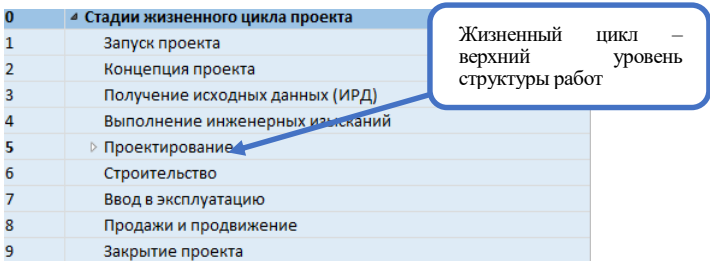 0 Стадии жизненного цикла проекта
1 Запуск проекта
2 Концепция проекта
3 Получение исходных данных (ИРД)
4 Выполнение инженерных изысканий
5 Проектирование
6 Строительство
7 Ввод в эксплуатацию
8 Продажи и продвижение
9 Закрытие проекта
Жизненный цикл –
верхний уровень
структуры работ